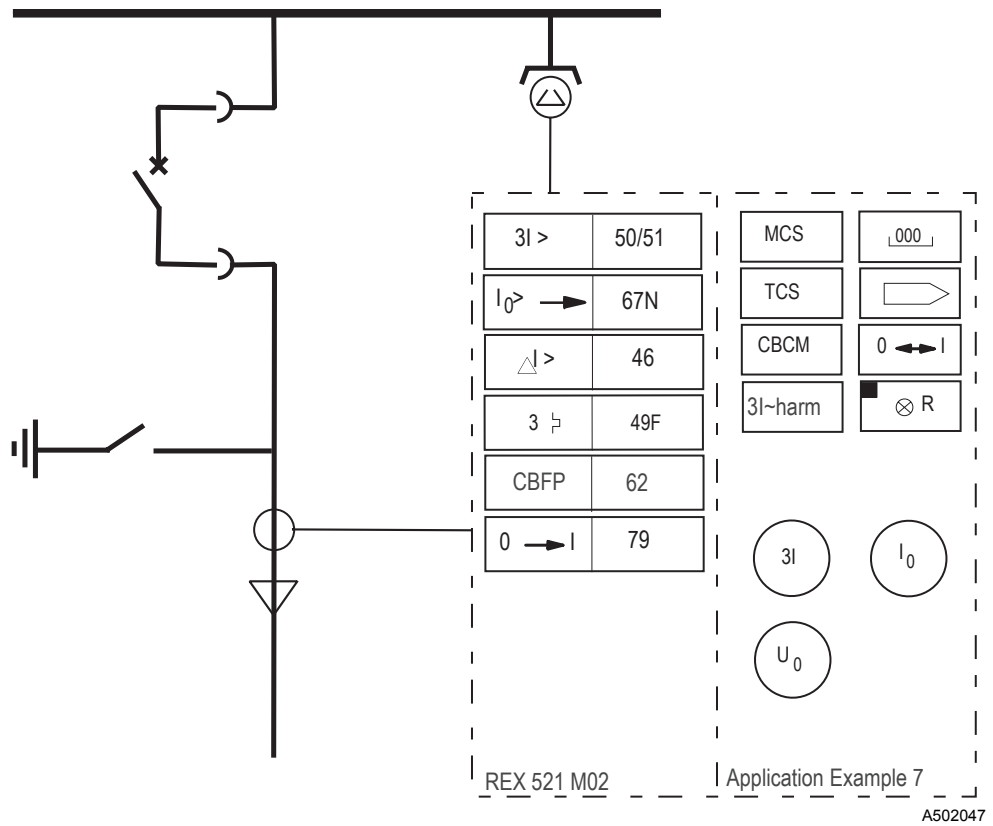 3I > 50/51 MCS 000
I0> 67N TCS
△I > 46 CBCM 0 I
3 49F 3I~harm R
CBFP 62
0 I 79
3I I0
U0
REX 521 M02 Application Example 7
A502047